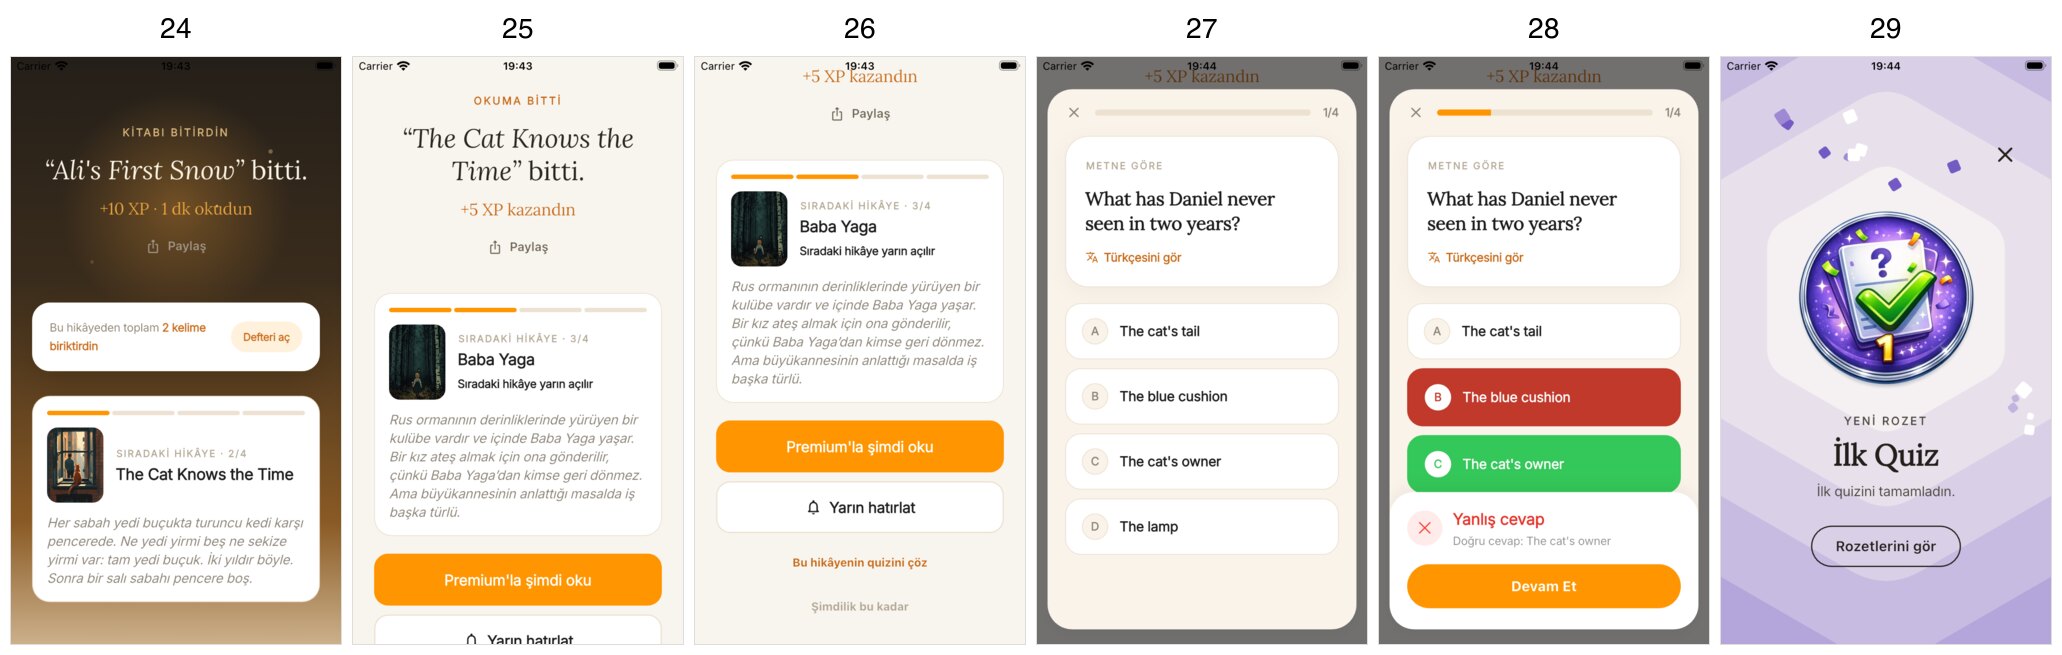 24
Carrier 19:43
KİTABI BİTİRDİN
“Ali's First Snow” bitti.
+10 XP · 1 dk okudun
Paylaş
Bu hikâyeden toplam 2 kelime
biriktirdin
Defteri aç
SIRADAKİ HİKÂYE · 2/4
The Cat Knows the Time
Her sabah yedi buçukta turuncu kedi karşı
pencerede. Ne yedi yirmi beş ne sekize
yirmi var: tam yedi buçuk. İki yıldır böyle.
Sonra bir salı sabahı pencere boş.
25
Carrier 19:43
OKUMA BİTTİ
“The Cat Knows the
Time” bitti.
+5 XP kazandın
Paylaş
SIRADAKİ HİKÂYE · 3/4
Baba Yaga
Sıradaki hikâye yarın açılır
Rus ormanının derinliklerinde yürüyen bir
kulübe vardır ve içinde Baba Yaga yaşar.
Bir kız ateş almak için ona gönderilir,
çünkü Baba Yaga'dan kimse geri dönmez.
Ama büyükannesinin anlattığı masalda iş
başka türlü.
Premium'la şimdi oku
Yarın hatırlat
26
Carrier 19:43
+5 XP kazandın
Paylaş
SIRADAKİ HİKÂYE · 3/4
Baba Yaga
Sıradaki hikâye yarın açılır
Rus ormanının derinliklerinde yürüyen bir
kulübe vardır ve içinde Baba Yaga yaşar.
Bir kız ateş almak için ona gönderilir,
çünkü Baba Yaga'dan kimse geri dönmez.
Ama büyükannesinin anlattığı masalda iş
başka türlü.
Premium'la şimdi oku
Yarın hatırlat
Bu hikâyenin quizini çöz
Şimdilik bu kadar
27
Carrier 19:44
+5 XP kazandın
1/4
METNE GÖRE
What has Daniel never
seen in two years?
Türkçesini gör
A The cat's tail
B The blue cushion
C The cat's owner
D The lamp
28
Carrier 19:44
+5 XP kazandın
1/4
METNE GÖRE
What has Daniel never
seen in two years?
Türkçesini gör
A The cat's tail
B The blue cushion
C The cat's owner
Yanlış cevap
Doğru cevap: The cat's owner
Devam Et
29
Carrier 19:44
?
1
YENİ ROZET
İlk Quiz
İlk quizini tamamladın.
Rozetlerini gör